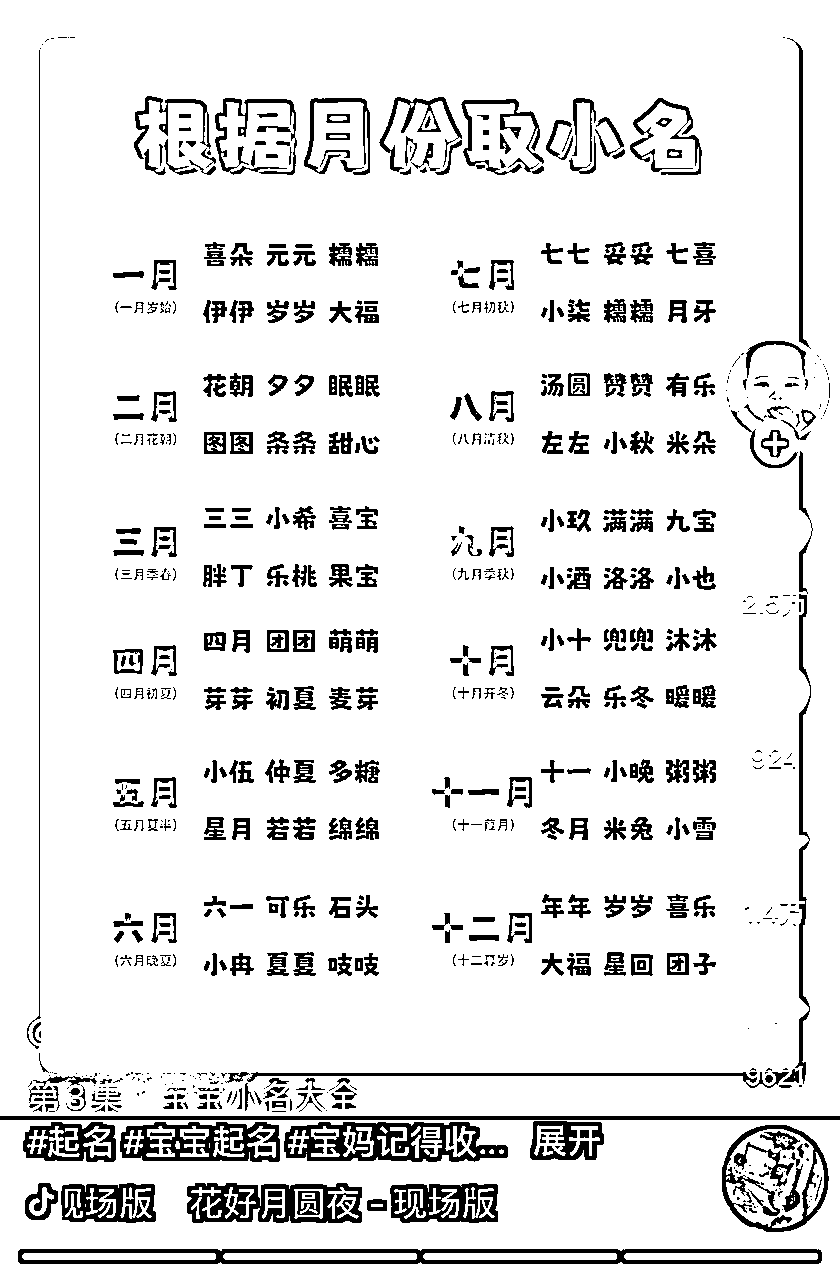 根据月份取小名
一月
(一月岁始)
喜朵 元元 糯糯
伊伊 岁岁 大福
七月
(七月初秋)
七七 妥妥 七喜
小柒 糯糯 月牙
二月
(二月花朝)
花朝 夕夕 眠眠
图图 条条 甜心
八月
(八月清秋)
汤圆 赞赞 有乐
左左 小秋 米朵
三月
(三月季春)
三三 小希 喜宝
胖丁 乐桃 果宝
九月
(九月季秋)
小玖 满满 九宝
小酒 洛洛 小也
2.5万
四月
(四月初夏)
四月 团团 萌萌
芽芽 初夏 麦芽
十月
(十月开冬)
小十 兜兜 沐沐
云朵 乐冬 暖暖
924
五月
(五月夏半)
小伍 仲夏 多糖
星月 若若 绵绵
十一月
(十一葭月)
十一 小晚 粥粥
冬月 米兔 小雪
1.4万
六月
(六月晚夏)
六一 可乐 石头
小冉 夏夏 吱吱
十二月
(十二暮岁)
年年 岁岁 喜乐
大福 星回 团子
9621
第3集 宝宝小名大全
#起名 #宝宝起名 #宝妈记得收... 展开
现场版 花好月圆夜 - 现场版